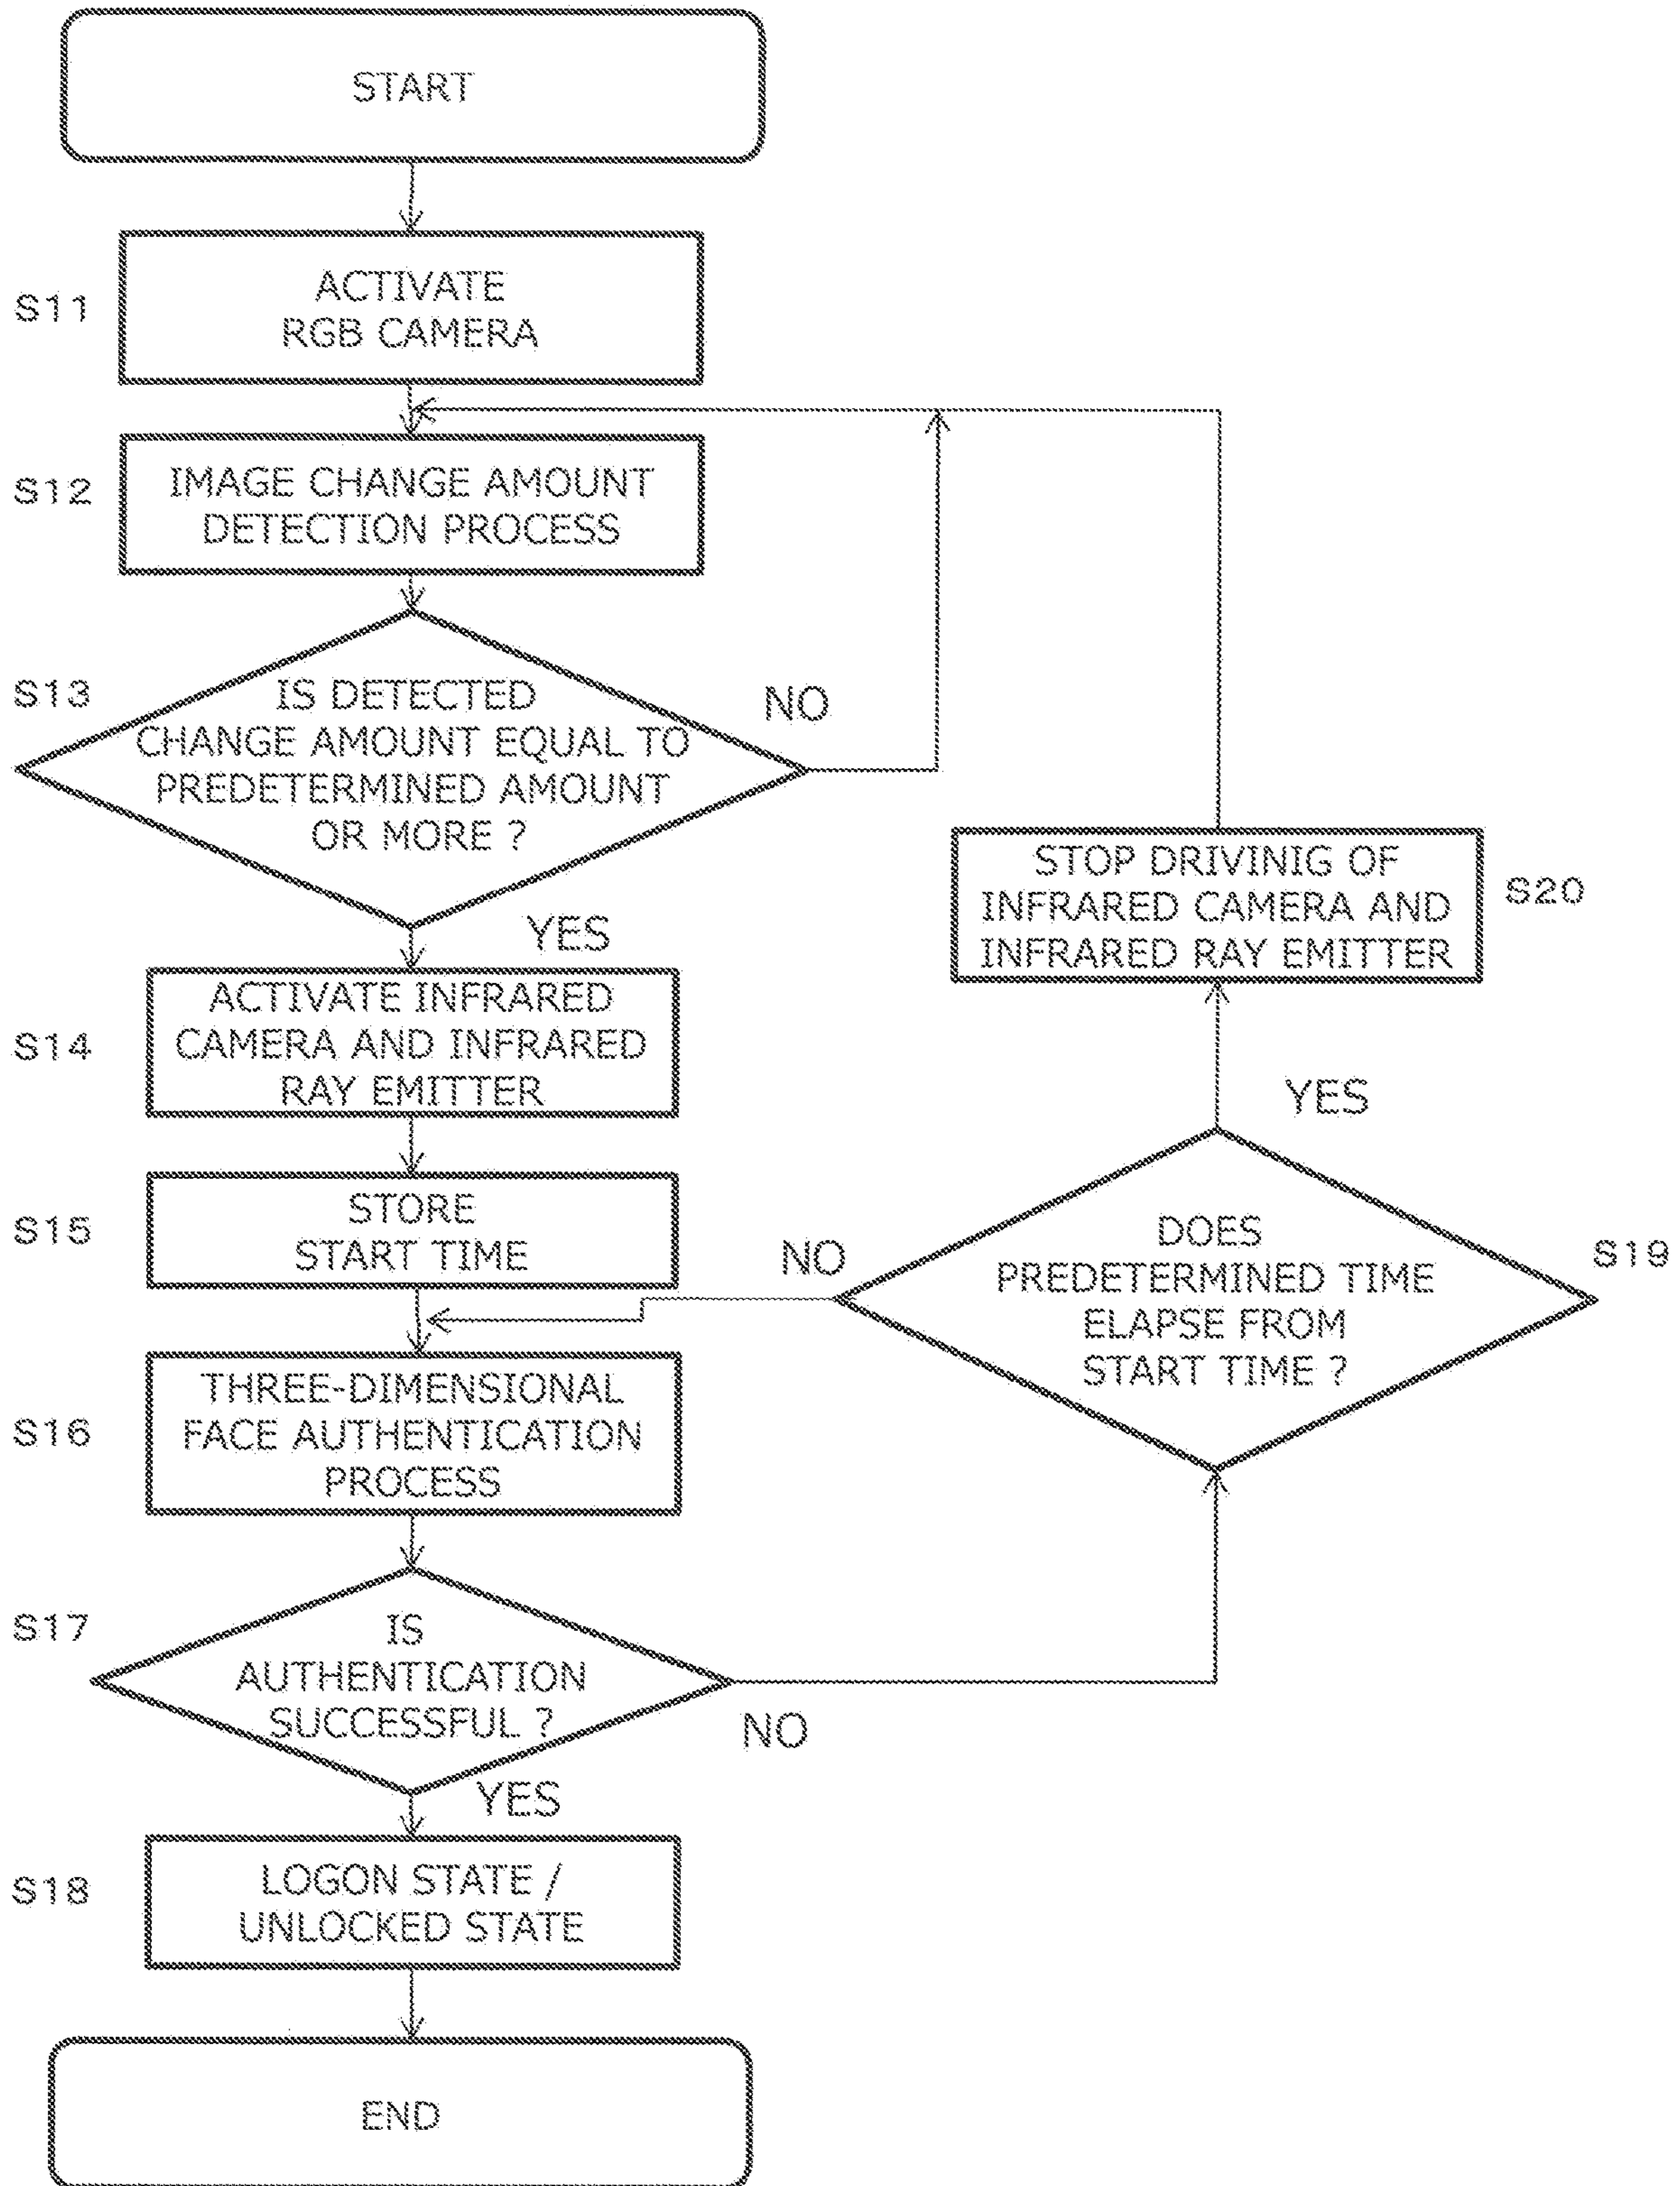 START
S11
ACTIVATE
RGB CAMERA
S12
IMAGE CHANGE AMOUNT
DETECTION PROCESS
S13
IS DETECTED
CHANGE AMOUNT EQUAL TO
PREDETERMINED AMOUNT
OR MORE ?
NO
YES
S14
ACTIVATE INFRARED
CAMERA AND INFRARED
RAY EMITTER
S15
STORE
START TIME
S16
THREE-DIMENSIONAL
FACE AUTHENTICATION
PROCESS
S17
IS
AUTHENTICATION
SUCCESSFUL ?
NO
YES
S18
LOGON STATE /
UNLOCKED STATE
END
S19
DOES
PREDETERMINED TIME
ELAPSE FROM
START TIME ?
NO
YES
S20
STOP DRIVINIG OF
INFRARED CAMERA AND
INFRARED RAY EMITTER